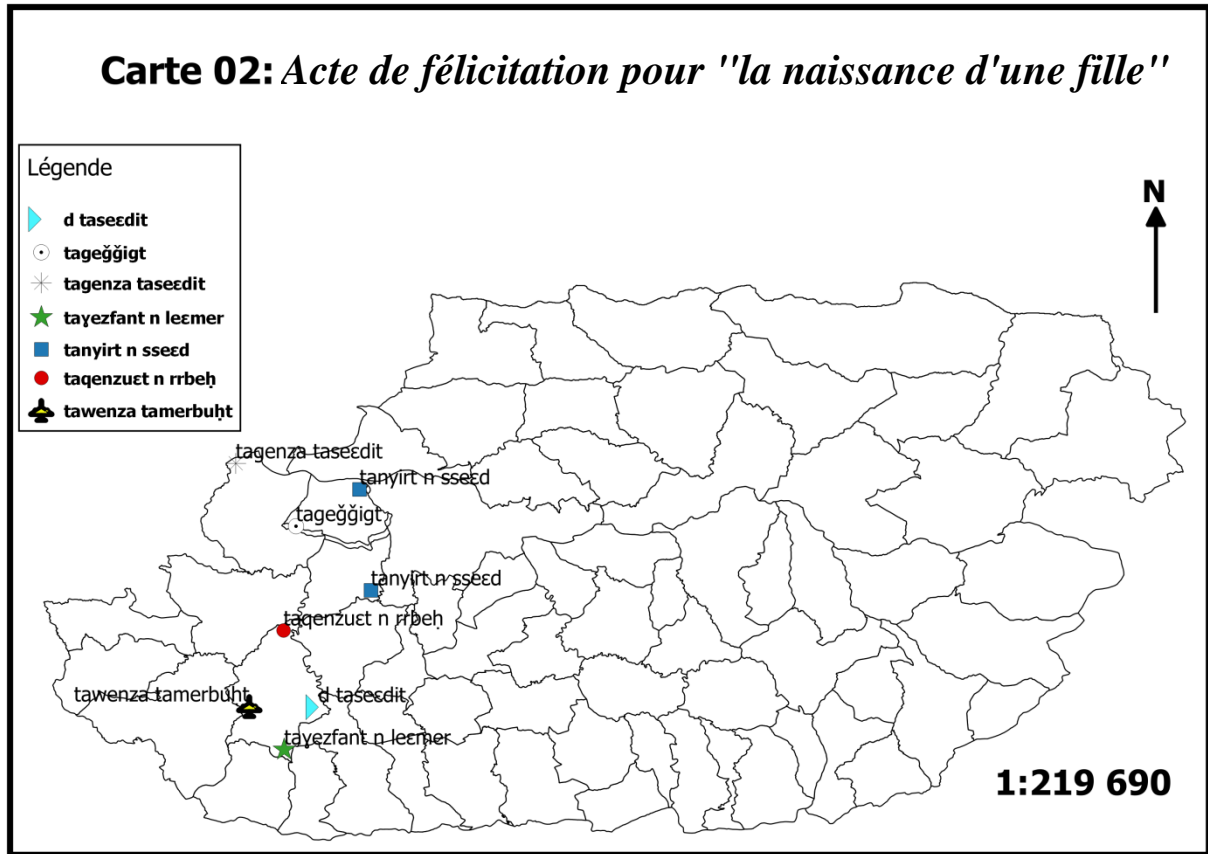 Carte 02: Acte de félicitation pour "la naissance d'une fille"
Légende
d taseɛdit
tageǧǧigt
tagenza taseɛdit
taɣezfant n leɛmer
tanyirt n sseɛd
taqenzuɛt n rrbeḥ
tawenza tamerbuḥt
N
tagenza taseɛdit
tanyirt n sseɛd
tageǧǧigt
tanyirt n sseɛd
taqenzuɛt n rrbeḥ
tawenza tamerbuḥt
d taseɛdit
taɣezfant n leɛmer
1:219 690